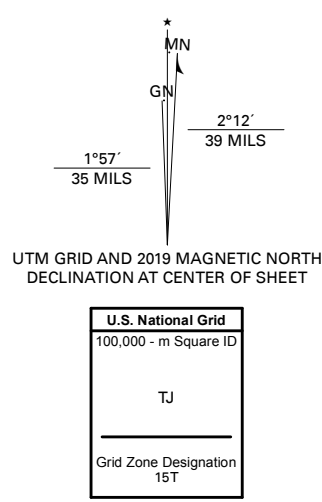 MN
GN
2°12´
39 MILS
1°57´
35 MILS
UTM GRID AND 2019 MAGNETIC NORTH
DECLINATION AT CENTER OF SHEET
U.S. National Grid
100,000 - m Square ID
TJ
Grid Zone Designation
15T